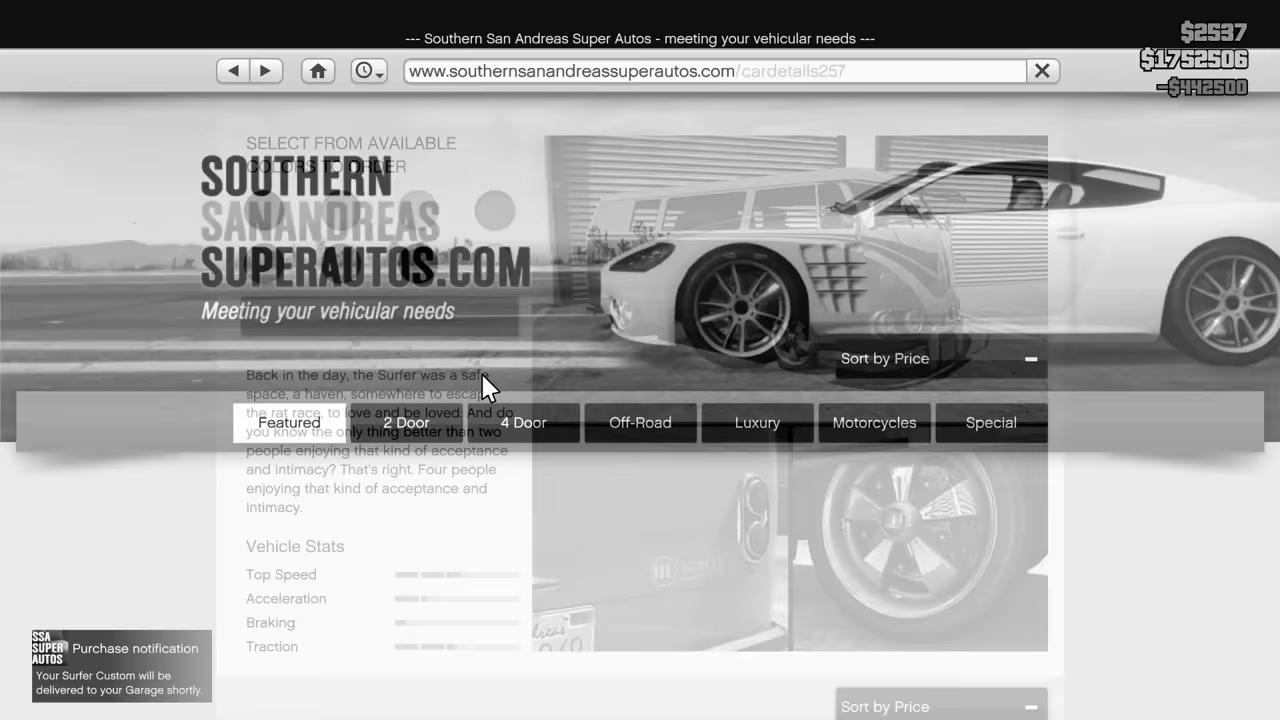 --- Southern San Andreas Super Autos - meeting your vehicular needs ---
$2537
$1752506
-$442500
www.southernsanandreassuperautos.com/cardetails257
SELECT FROM AVAILABLE
COLORS TO ORDER
SOUTHERN
SANANDREAS
SUPERAUTOS.COM
Meeting your vehicular needs
Sort by Price
Back in the day, the Surfer was a safe
space, a haven, somewhere to escape
the rat race, to love and be loved. And do
you know the only thing better than two
people enjoying that kind of acceptance
and intimacy? That's right. Four people
enjoying that kind of acceptance and
intimacy.
Featured
2 Door
4 Door
Off-Road
Luxury
Motorcycles
Special
Vehicle Stats
Top Speed
Acceleration
Braking
Traction
SSA
SUPER
AUTOS
Purchase notification
Your Surfer Custom will be
delivered to your Garage shortly.
Sort by Price